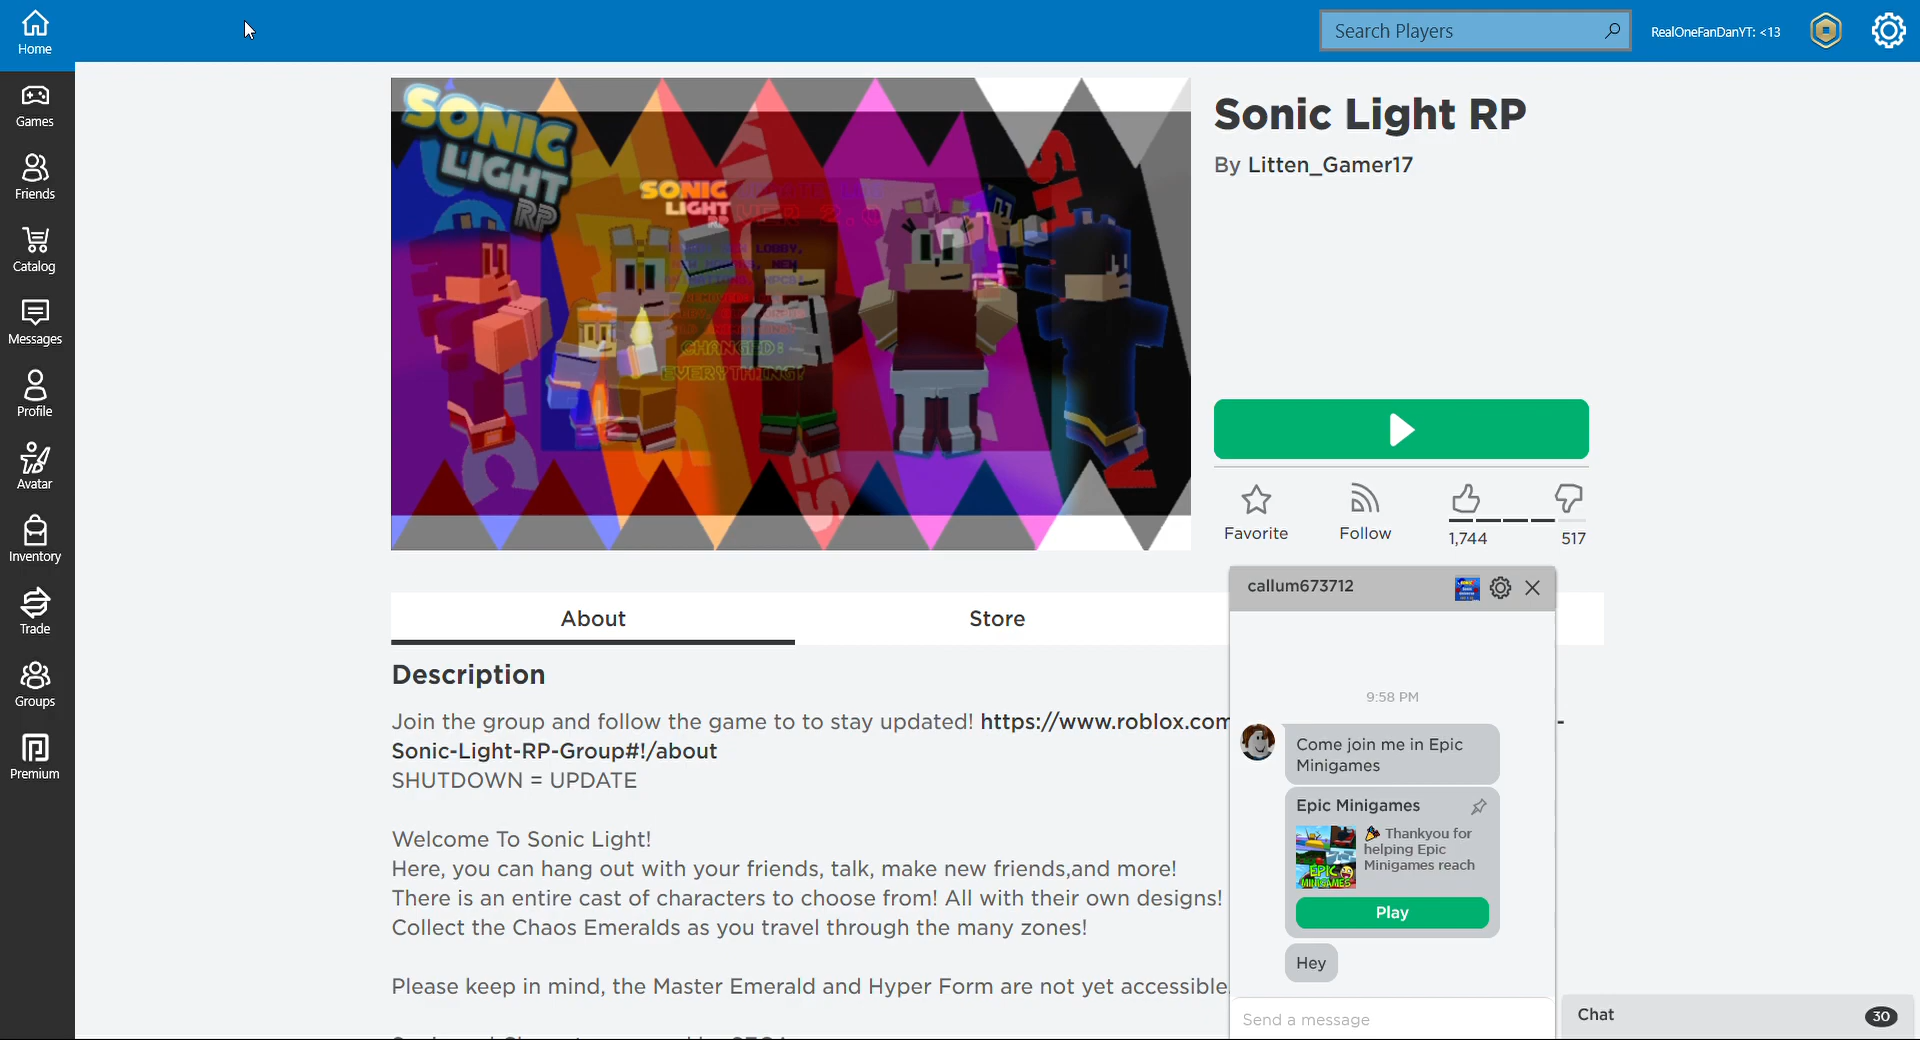 Home
Search Players
RealOneFanDanYT: <13
Games
Friends
Catalog
Messages
Profile
Avatar
Inventory
Trade
Groups
Premium
SONIC
LIGHT
RP
SONIC
LIGHT
RP
CHANGED:
EVERYTHING!
Sonic Light RP
By Litten_Gamer17
Favorite
Follow
1,744
517
About
Store
Description
Join the group and follow the game to to stay updated! https://www.roblox.com
Sonic-Light-RP-Group#!/about
SHUTDOWN = UPDATE
Welcome To Sonic Light!
Here, you can hang out with your friends, talk, make new friends,and more!
There is an entire cast of characters to choose from! All with their own designs!
Collect the Chaos Emeralds as you travel through the many zones!
Please keep in mind, the Master Emerald and Hyper Form are not yet accessible
callum673712
9:58 PM
Come join me in Epic
Minigames
Epic Minigames
Thankyou for
helping Epic
Minigames reach
EPIC
MINIGAMES
Play
Hey
Send a message
Chat
30